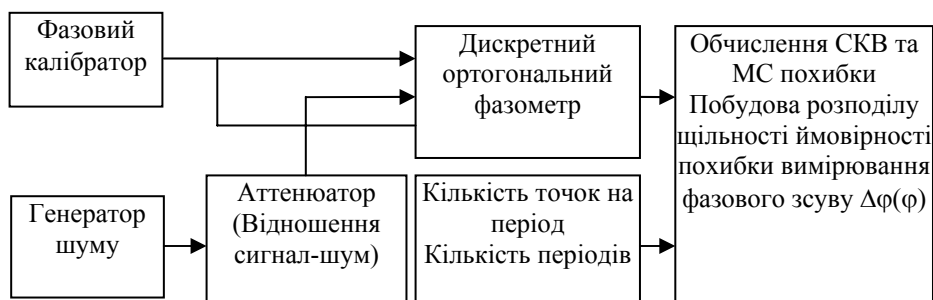 Фазовий
калібратор
Дискретний
ортогональний
фазометр
Обчислення СКВ та
МС похибки
Побудова розподілу
щільності ймовірності
похибки вимірювання
фазового зсуву Δφ(φ)
Генератор
шуму
Аттенюатор
(Відношення
сигнал-шум)
Кількість точок на
період
Кількість періодів